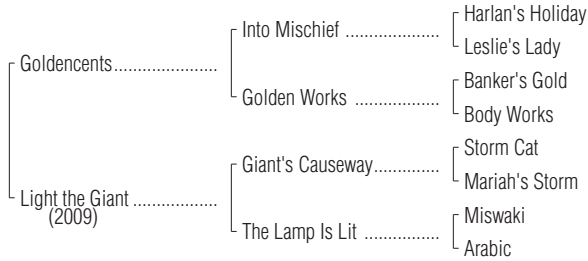 Harlan's Holiday
Into Mischief ....................
Leslie's Lady
Goldencents......................
Banker's Gold
Golden Works ..................
Body Works
Storm Cat
Giant's Causeway..............
Mariah's Storm
Light the Giant ..................
(2009)
Miswaki
The Lamp Is Lit ................
Arabic